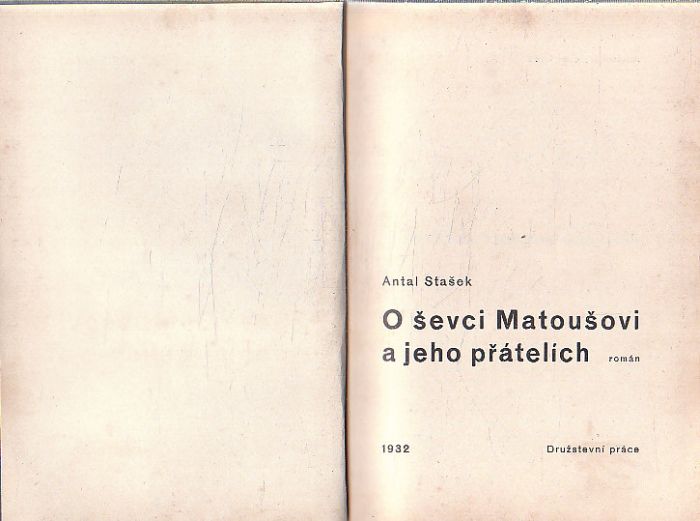 Antal Stašek
O ševci Matoušovi
a jeho přátelích román
1932 Družstevní práce